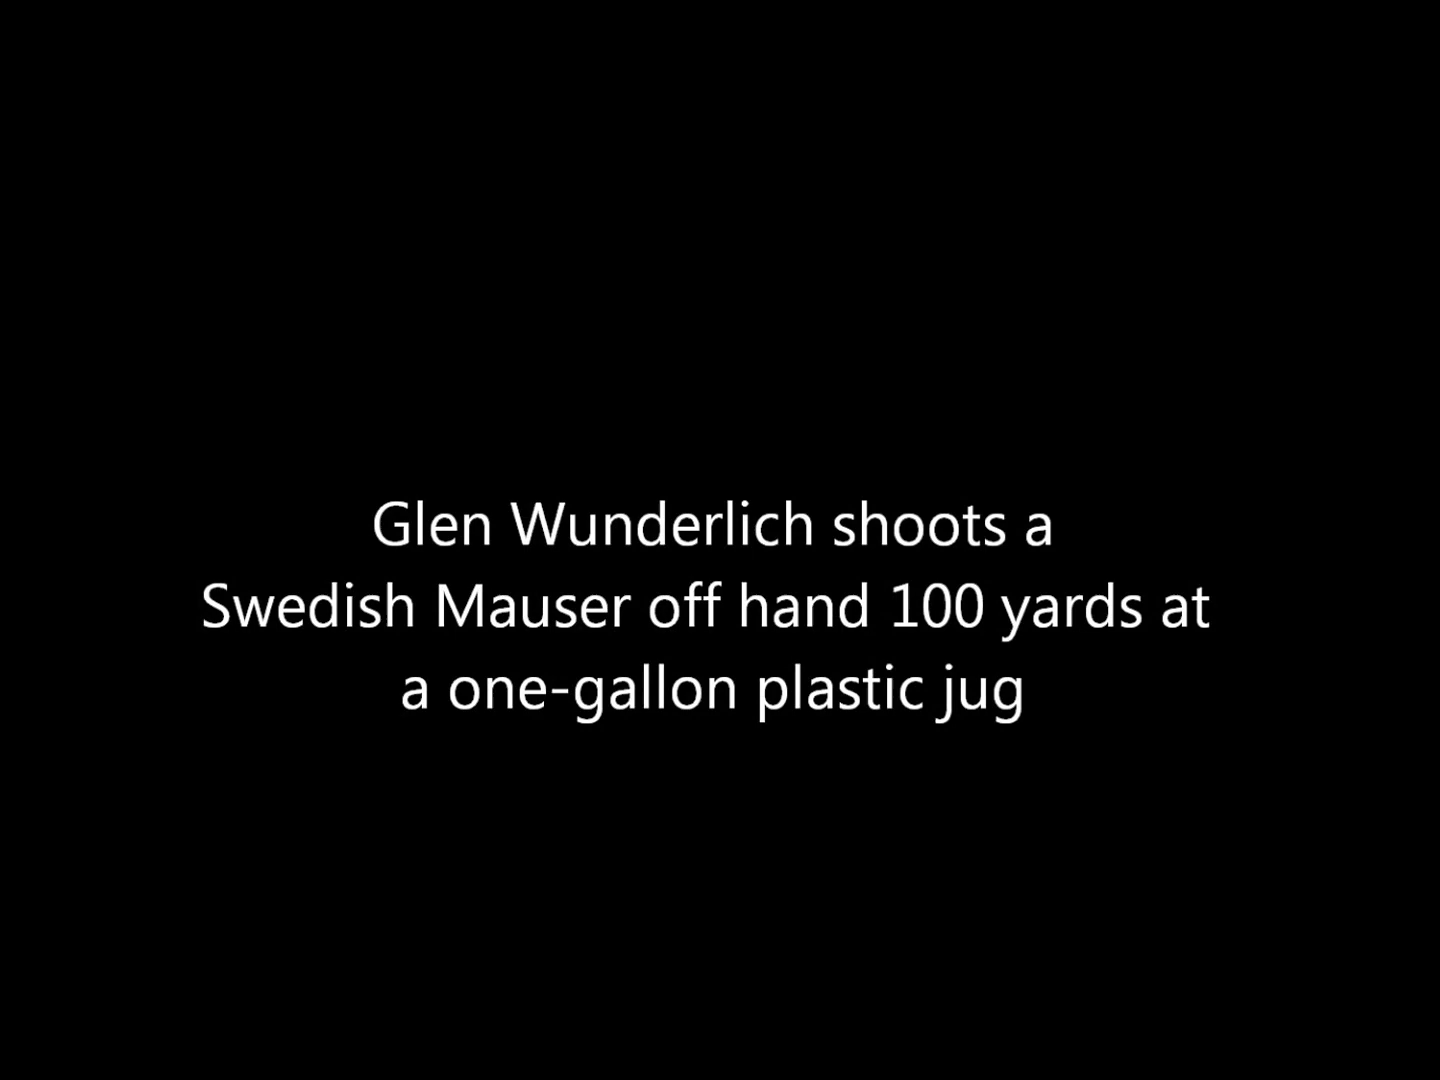 Glen Wunderlich shoots a
Swedish Mauser off hand 100 yards at
a one-gallon plastic jug